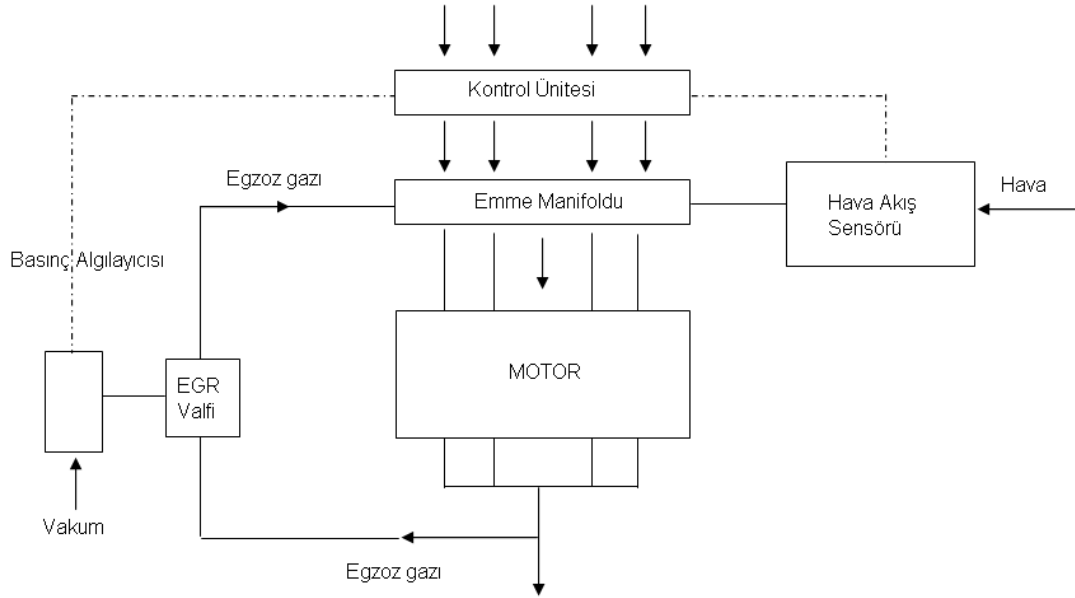 Kontrol Ünitesi
Egzoz gazı
Emme Manifoldu
Hava Akış
Sensörü
Hava
Basınç Algılayıcısı
EGR
Valfi
MOTOR
Vakum
Egzoz gazı